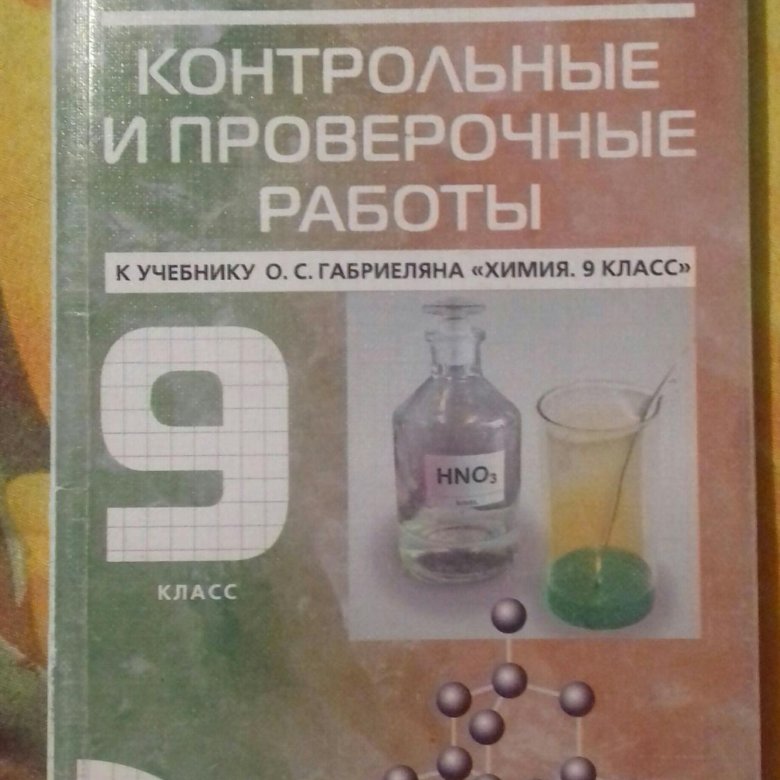 КОНТРОЛЬНЫЕ
И ПРОВЕРОЧНЫЕ
РАБОТЫ
К УЧЕБНИКУ О. С. ГАБРИЕЛЯНА «ХИМИЯ. 9 КЛАСС»
9
КЛАСС
HNO₃